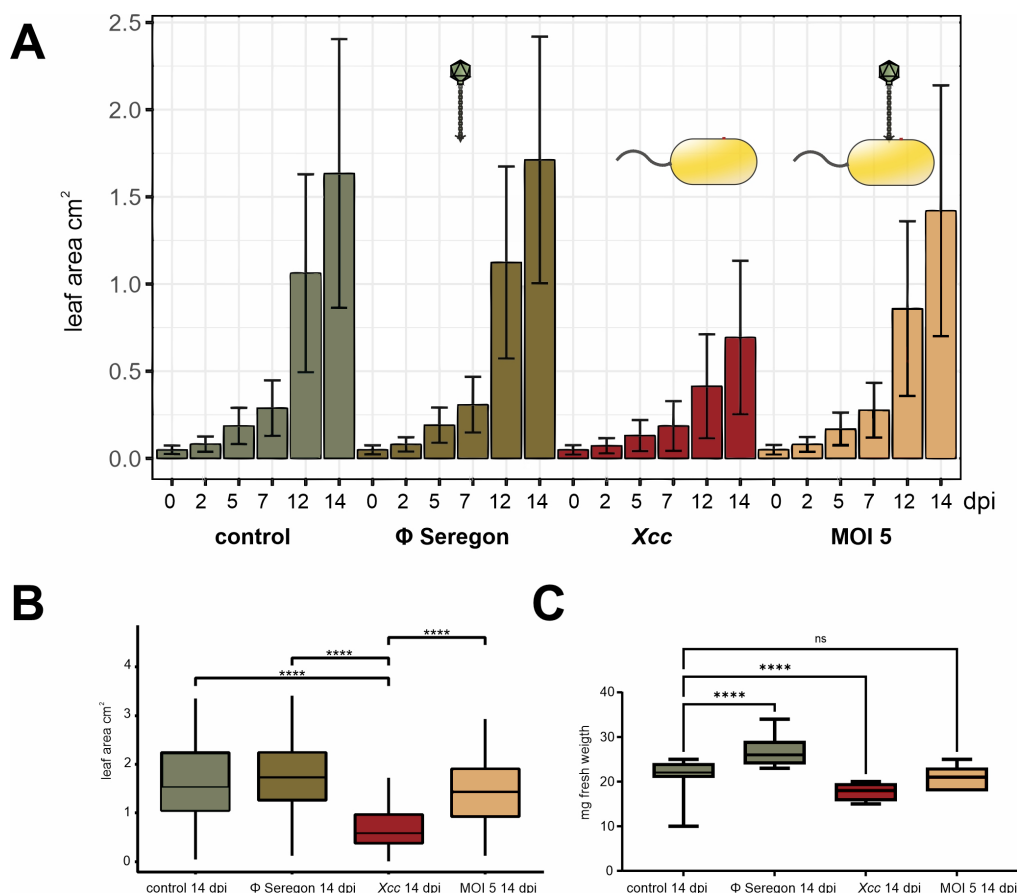 A
2.5
2.0
1.5
1.0
0.5
0.0
leaf area cm²
0 2 5 7 12 14 0 2 5 7 12 14 0 2 5 7 12 14 0 2 5 7 12 14 dpi
control Φ Seregon Xcc MOI 5
B
4
3
2
1
0
leaf area cm²
****
****
****
control 14 dpi Φ Seregon 14 dpi Xcc 14 dpi MOI 5 14 dpi
C
40
30
20
10
0
mg fresh weigth
ns
****
****
control 14 dpi Φ Seregon 14 dpi Xcc 14 dpi MOI 5 14 dpi